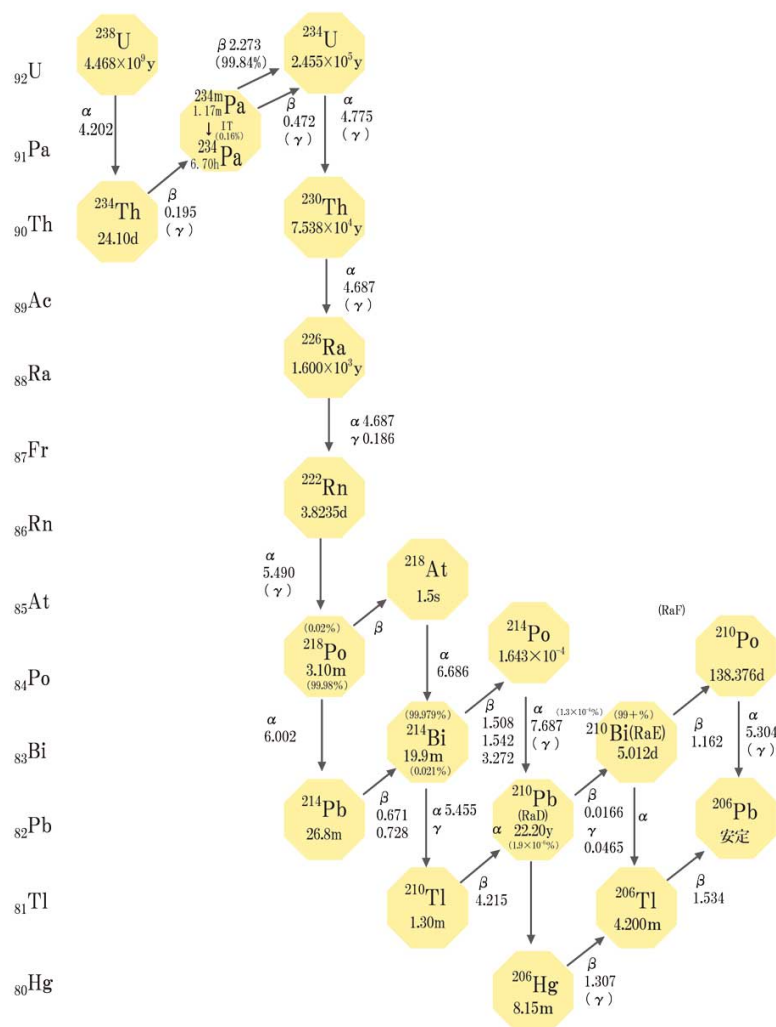 ₉₂U
₉₁Pa
₉₀Th
₈₉Ac
₈₈Ra
₈₇Fr
₈₆Rn
₈₅At
₈₄Po
₈₃Bi
₈₂Pb
₈₁Tl
₈₀Hg
²³⁸U
4.468×10⁹y
α
4.202
²³⁴Th
24.10d
β
0.195
(γ)
²³⁴ᵐPa
1.17m
IT
(0.16%)
²³⁴Pa
6.70h
β 2.273
(99.84%)
β
0.472
(γ)
²³⁴U
2.455×10⁵y
α
4.775
(γ)
²³⁰Th
7.538×10⁴y
α
4.687
(γ)
²²⁶Ra
1.600×10³y
α 4.687
γ 0.186
²²²Rn
3.8235d
α
5.490
(γ)
(0.02%)
²¹⁸Po
3.10m
(99.98%)
β
²¹⁸At
1.5s
α
6.686
α
6.002
²¹⁴Pb
26.8m
β
0.671
0.728
(99.979%)
²¹⁴Bi
19.9m
(0.021%)
β
1.508
1.542
3.272
²¹⁴Po
1.643×10⁻⁴
α
7.687
(γ)
α 5.455
γ
²¹⁰Tl
1.30m
β
4.215
²¹⁰Pb
(RaD)
α
22.20y
(1.9×10⁻⁶%)
β
0.0166
γ
0.0465
(1.3×10⁻⁶%)
(99+%)
²¹⁰Bi(RaE)
5.012d
β
1.162
(RaF)
²¹⁰Po
138.376d
α
5.304
(γ)
²⁰⁶Pb
安定
α
²⁰⁶Tl
4.200m
β
1.534
²⁰⁶Hg
8.15m
β
1.307
(γ)